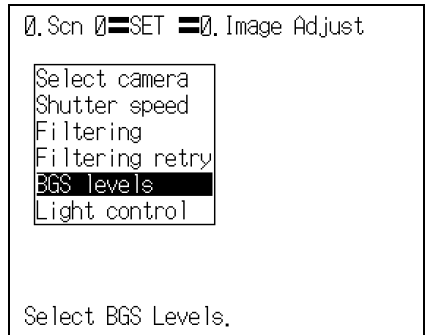 0.Scn 0〓SET 〓0.Image Adjust
Select camera
Shutter speed
Filtering
Filtering retry
BGS levels
Light control
Select BGS Levels.